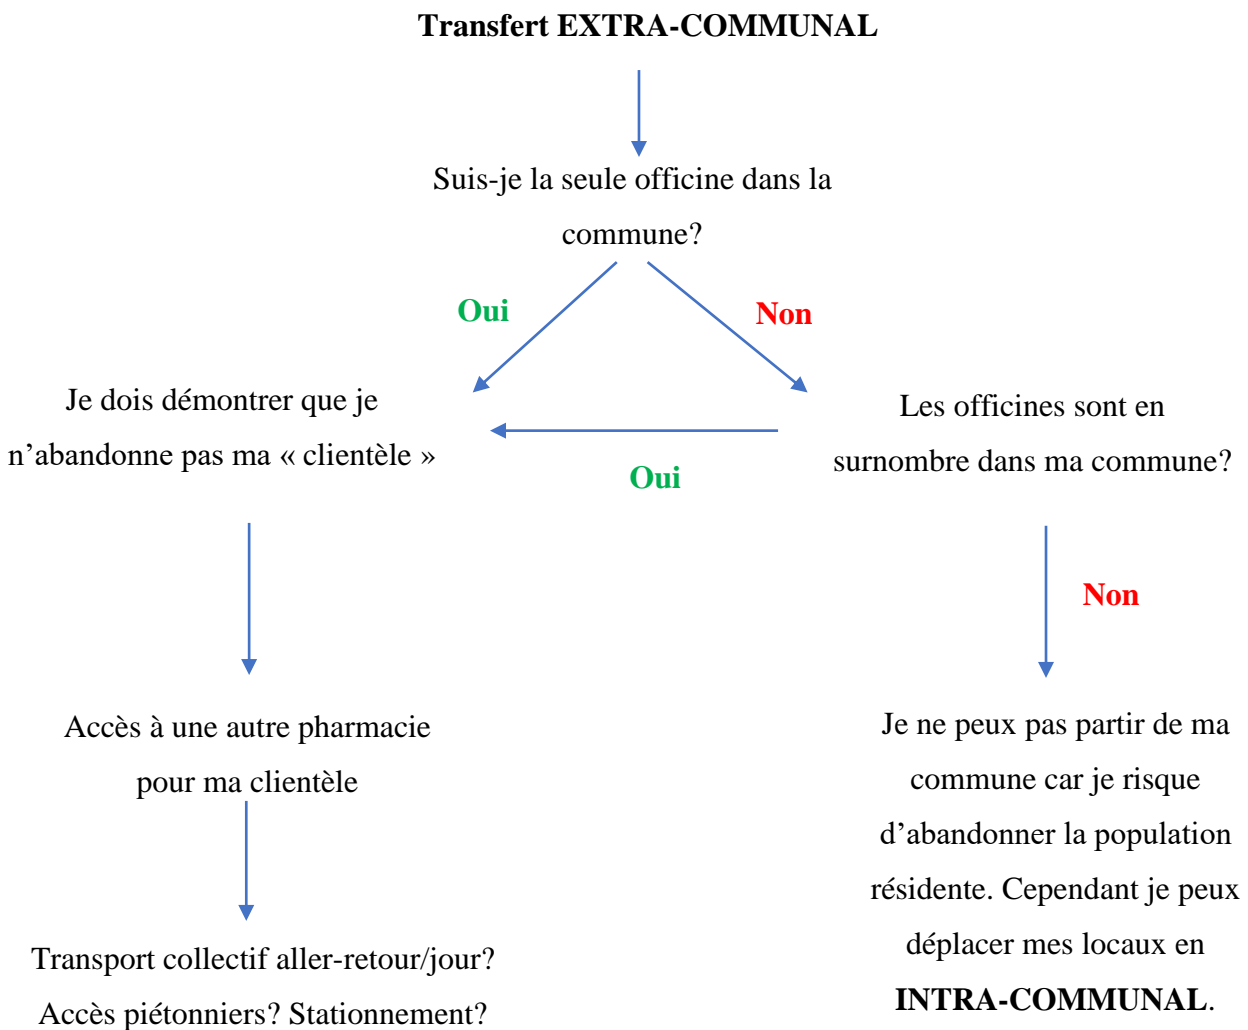 Transfert EXTRA-COMMUNAL
Suis-je la seule officine dans la
commune?
Oui
Non
Je dois démontrer que je
n’abandonne pas ma « clientèle »
Les officines sont en
surnombre dans ma commune?
Oui
Non
Accès à une autre pharmacie
pour ma clientèle
Je ne peux pas partir de ma
commune car je risque
d’abandonner la population
résidente. Cependant je peux
déplacer mes locaux en
INTRA-COMMUNAL.
Transport collectif aller-retour/jour?
Accès piétonniers? Stationnement?